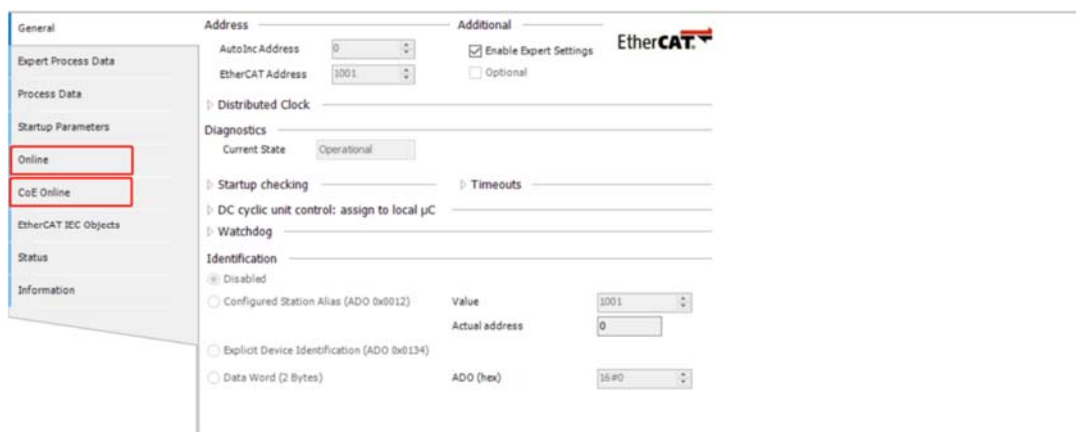 General
Expert Process Data
Process Data
Startup Parameters
Online
CoE Online
EtherCAT IEC Objects
Status
Information
Address
AutoInc Address 0
EtherCAT Address 1001
Additional
Enable Expert Settings
Optional
EtherCAT.
Distributed Clock
Diagnostics
Current State Operational
Startup checking
Timeouts
DC cyclic unit control: assign to local µC
Watchdog
Identification
Disabled
Configured Station Alias (ADO 0x0012) Value 1001
Actual address 0
Explicit Device Identification (ADO 0x0134)
Data Word (2 Bytes) ADO (hex) 16#0